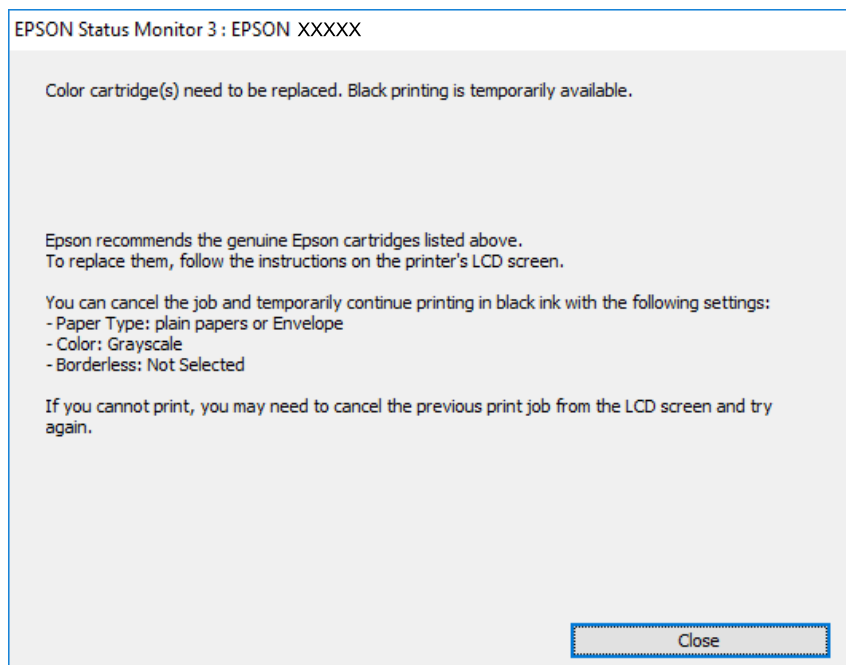 EPSON Status Monitor 3 : EPSON XXXXX
Color cartridge(s) need to be replaced. Black printing is temporarily available.
Epson recommends the genuine Epson cartridges listed above.
To replace them, follow the instructions on the printer's LCD screen.
You can cancel the job and temporarily continue printing in black ink with the following settings:
- Paper Type: plain papers or Envelope
- Color: Grayscale
- Borderless: Not Selected
If you cannot print, you may need to cancel the previous print job from the LCD screen and try
again.
Close